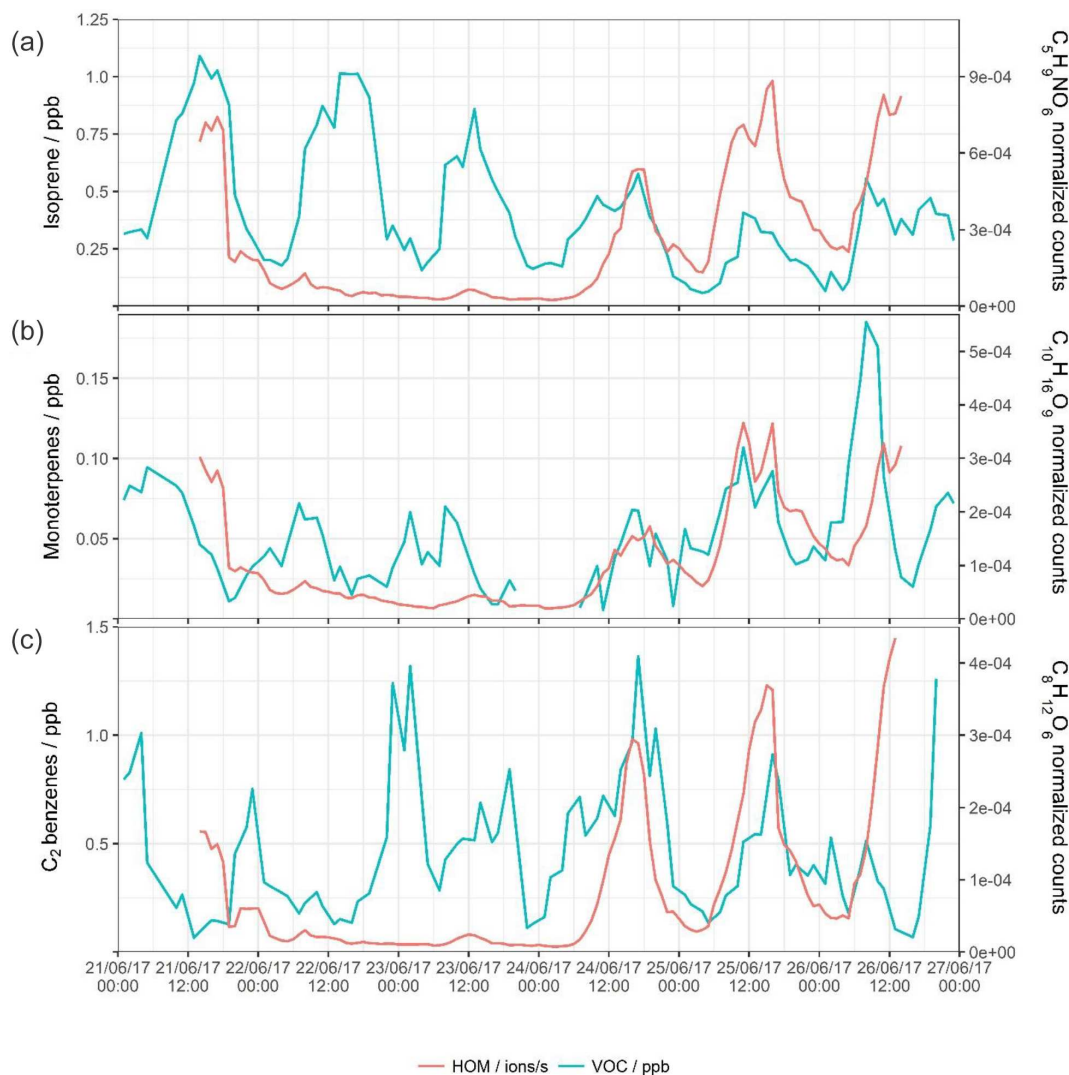 (a)
1.25
1.0
0.75
0.5
0.25
Isoprene / ppb
9e-04
6e-04
3e-04
0e+00
C₅H₉NO₆ normalized counts
(b)
0.15
0.10
0.05
Monoterpenes / ppb
5e-04
4e-04
3e-04
2e-04
1e-04
0e+00
C₁₀H₁₆O₉ normalized counts
(c)
1.5
1.0
0.5
0.0
C₂ benzenes / ppb
4e-04
3e-04
2e-04
1e-04
0e+00
C₈H₁₂O₆ normalized counts
21/06/17 21/06/17 22/06/17 22/06/17 23/06/17 23/06/17 24/06/17 24/06/17 25/06/17 25/06/17 26/06/17 26/06/17 27/06/17
00:00 12:00 00:00 12:00 00:00 12:00 00:00 12:00 00:00 12:00 00:00 12:00 00:00
HOM / ions/s VOC / ppb